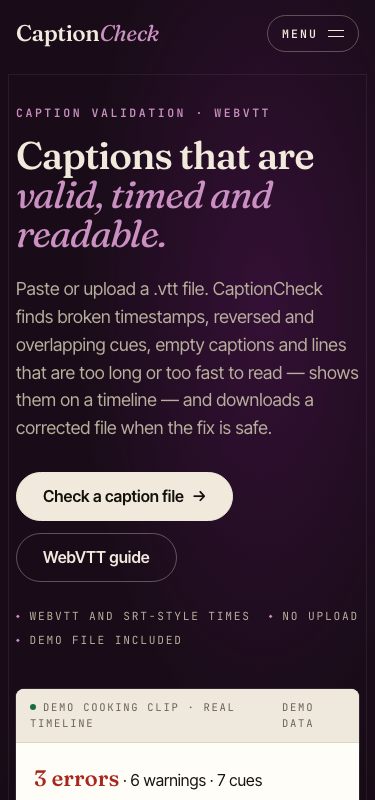 CaptionCheck
MENU
CAPTION VALIDATION · WEBVTT
Captions that are
valid, timed and
readable.
Paste or upload a .vtt file. CaptionCheck
finds broken timestamps, reversed and
overlapping cues, empty captions and lines
that are too long or too fast to read — shows
them on a timeline — and downloads a
corrected file when the fix is safe.
Check a caption file →
WebVTT guide
WEBVTT AND SRT-STYLE TIMES
NO UPLOAD
DEMO FILE INCLUDED
DEMO COOKING CLIP · REAL
TIMELINE
DEMO
DATA
3 errors · 6 warnings · 7 cues